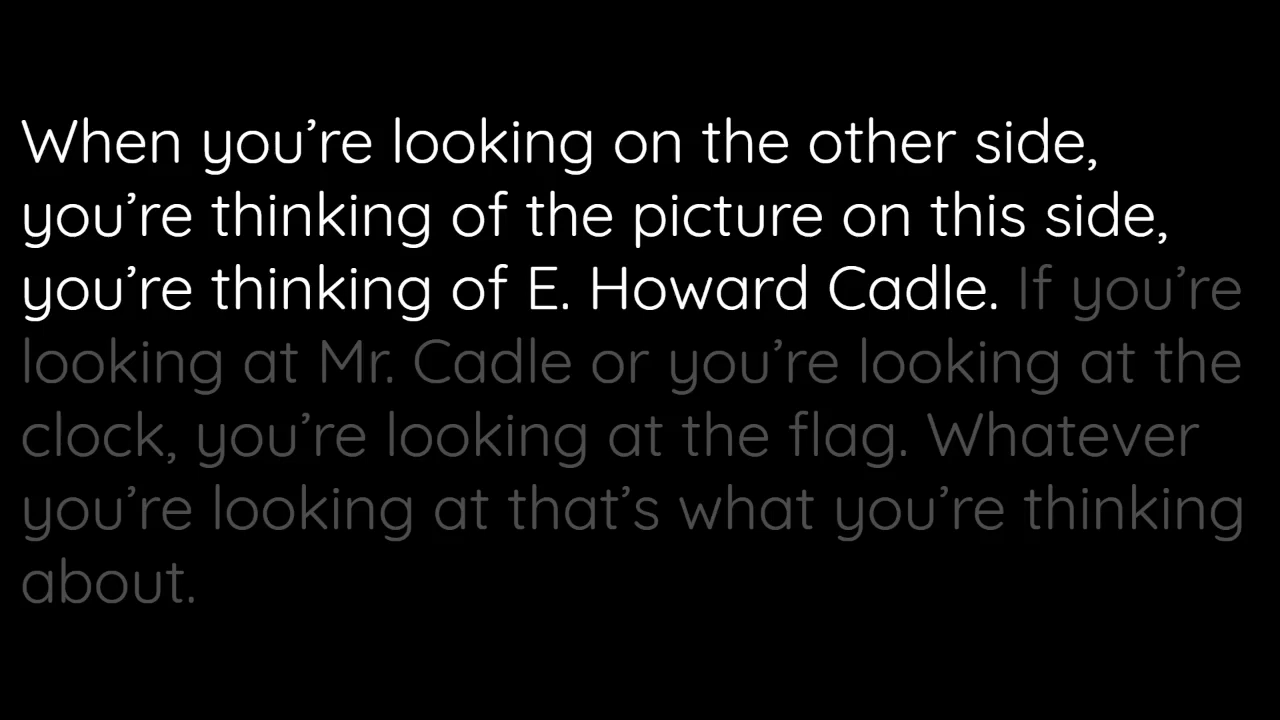 When you’re looking on the other side,
you’re thinking of the picture on this side,
you’re thinking of E. Howard Cadle. If you’re
looking at Mr. Cadle or you’re looking at the
clock, you’re looking at the flag. Whatever
you’re looking at that’s what you’re thinking
about.